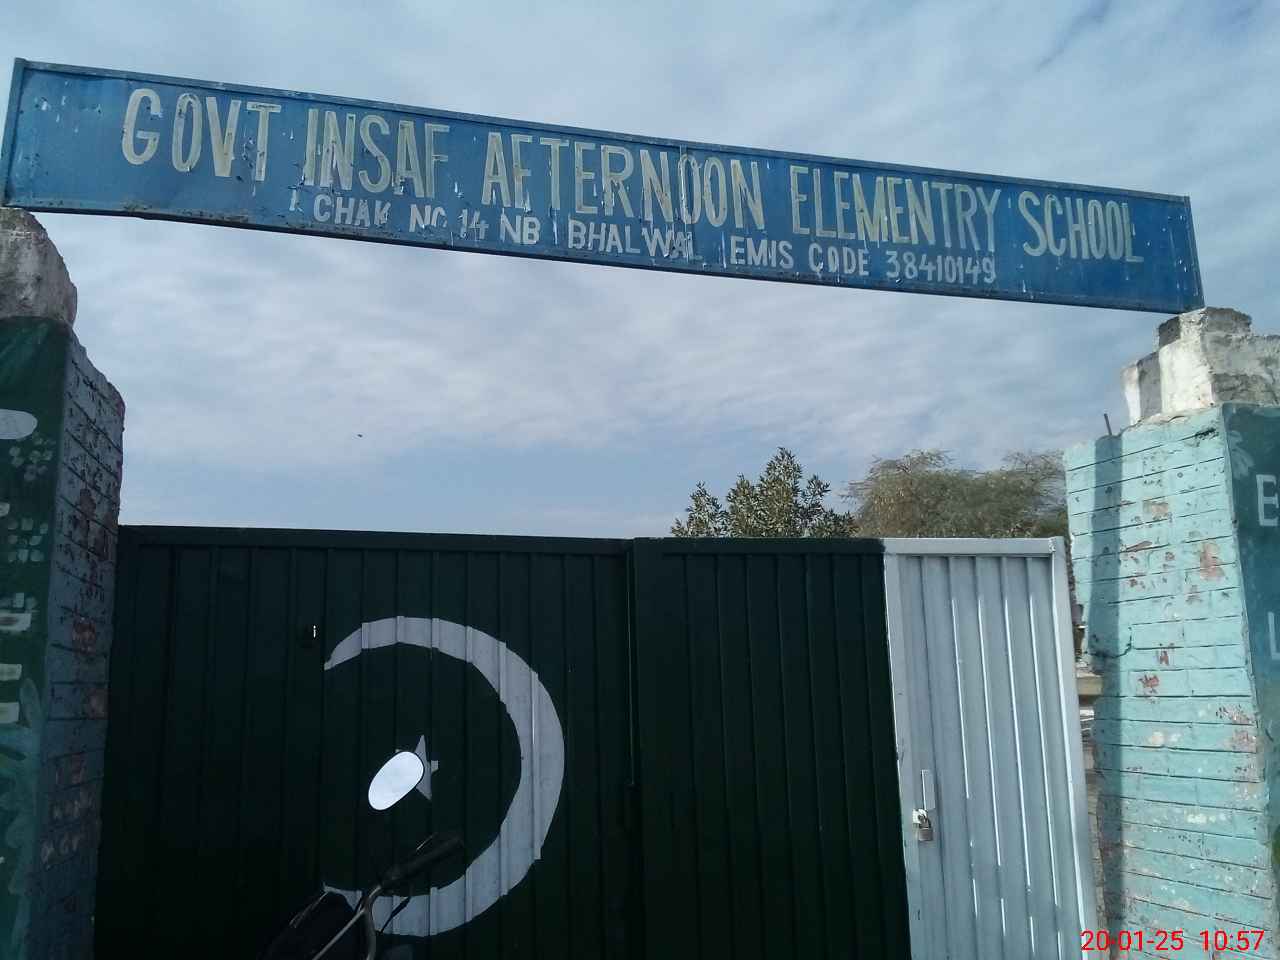 GOVT INSAF AFTERNOON ELEMENTRY SCHOOL
CHAK NO 14 NB BHALWAL EMIS CODE 38410149
E
L
20-01-25 10:57